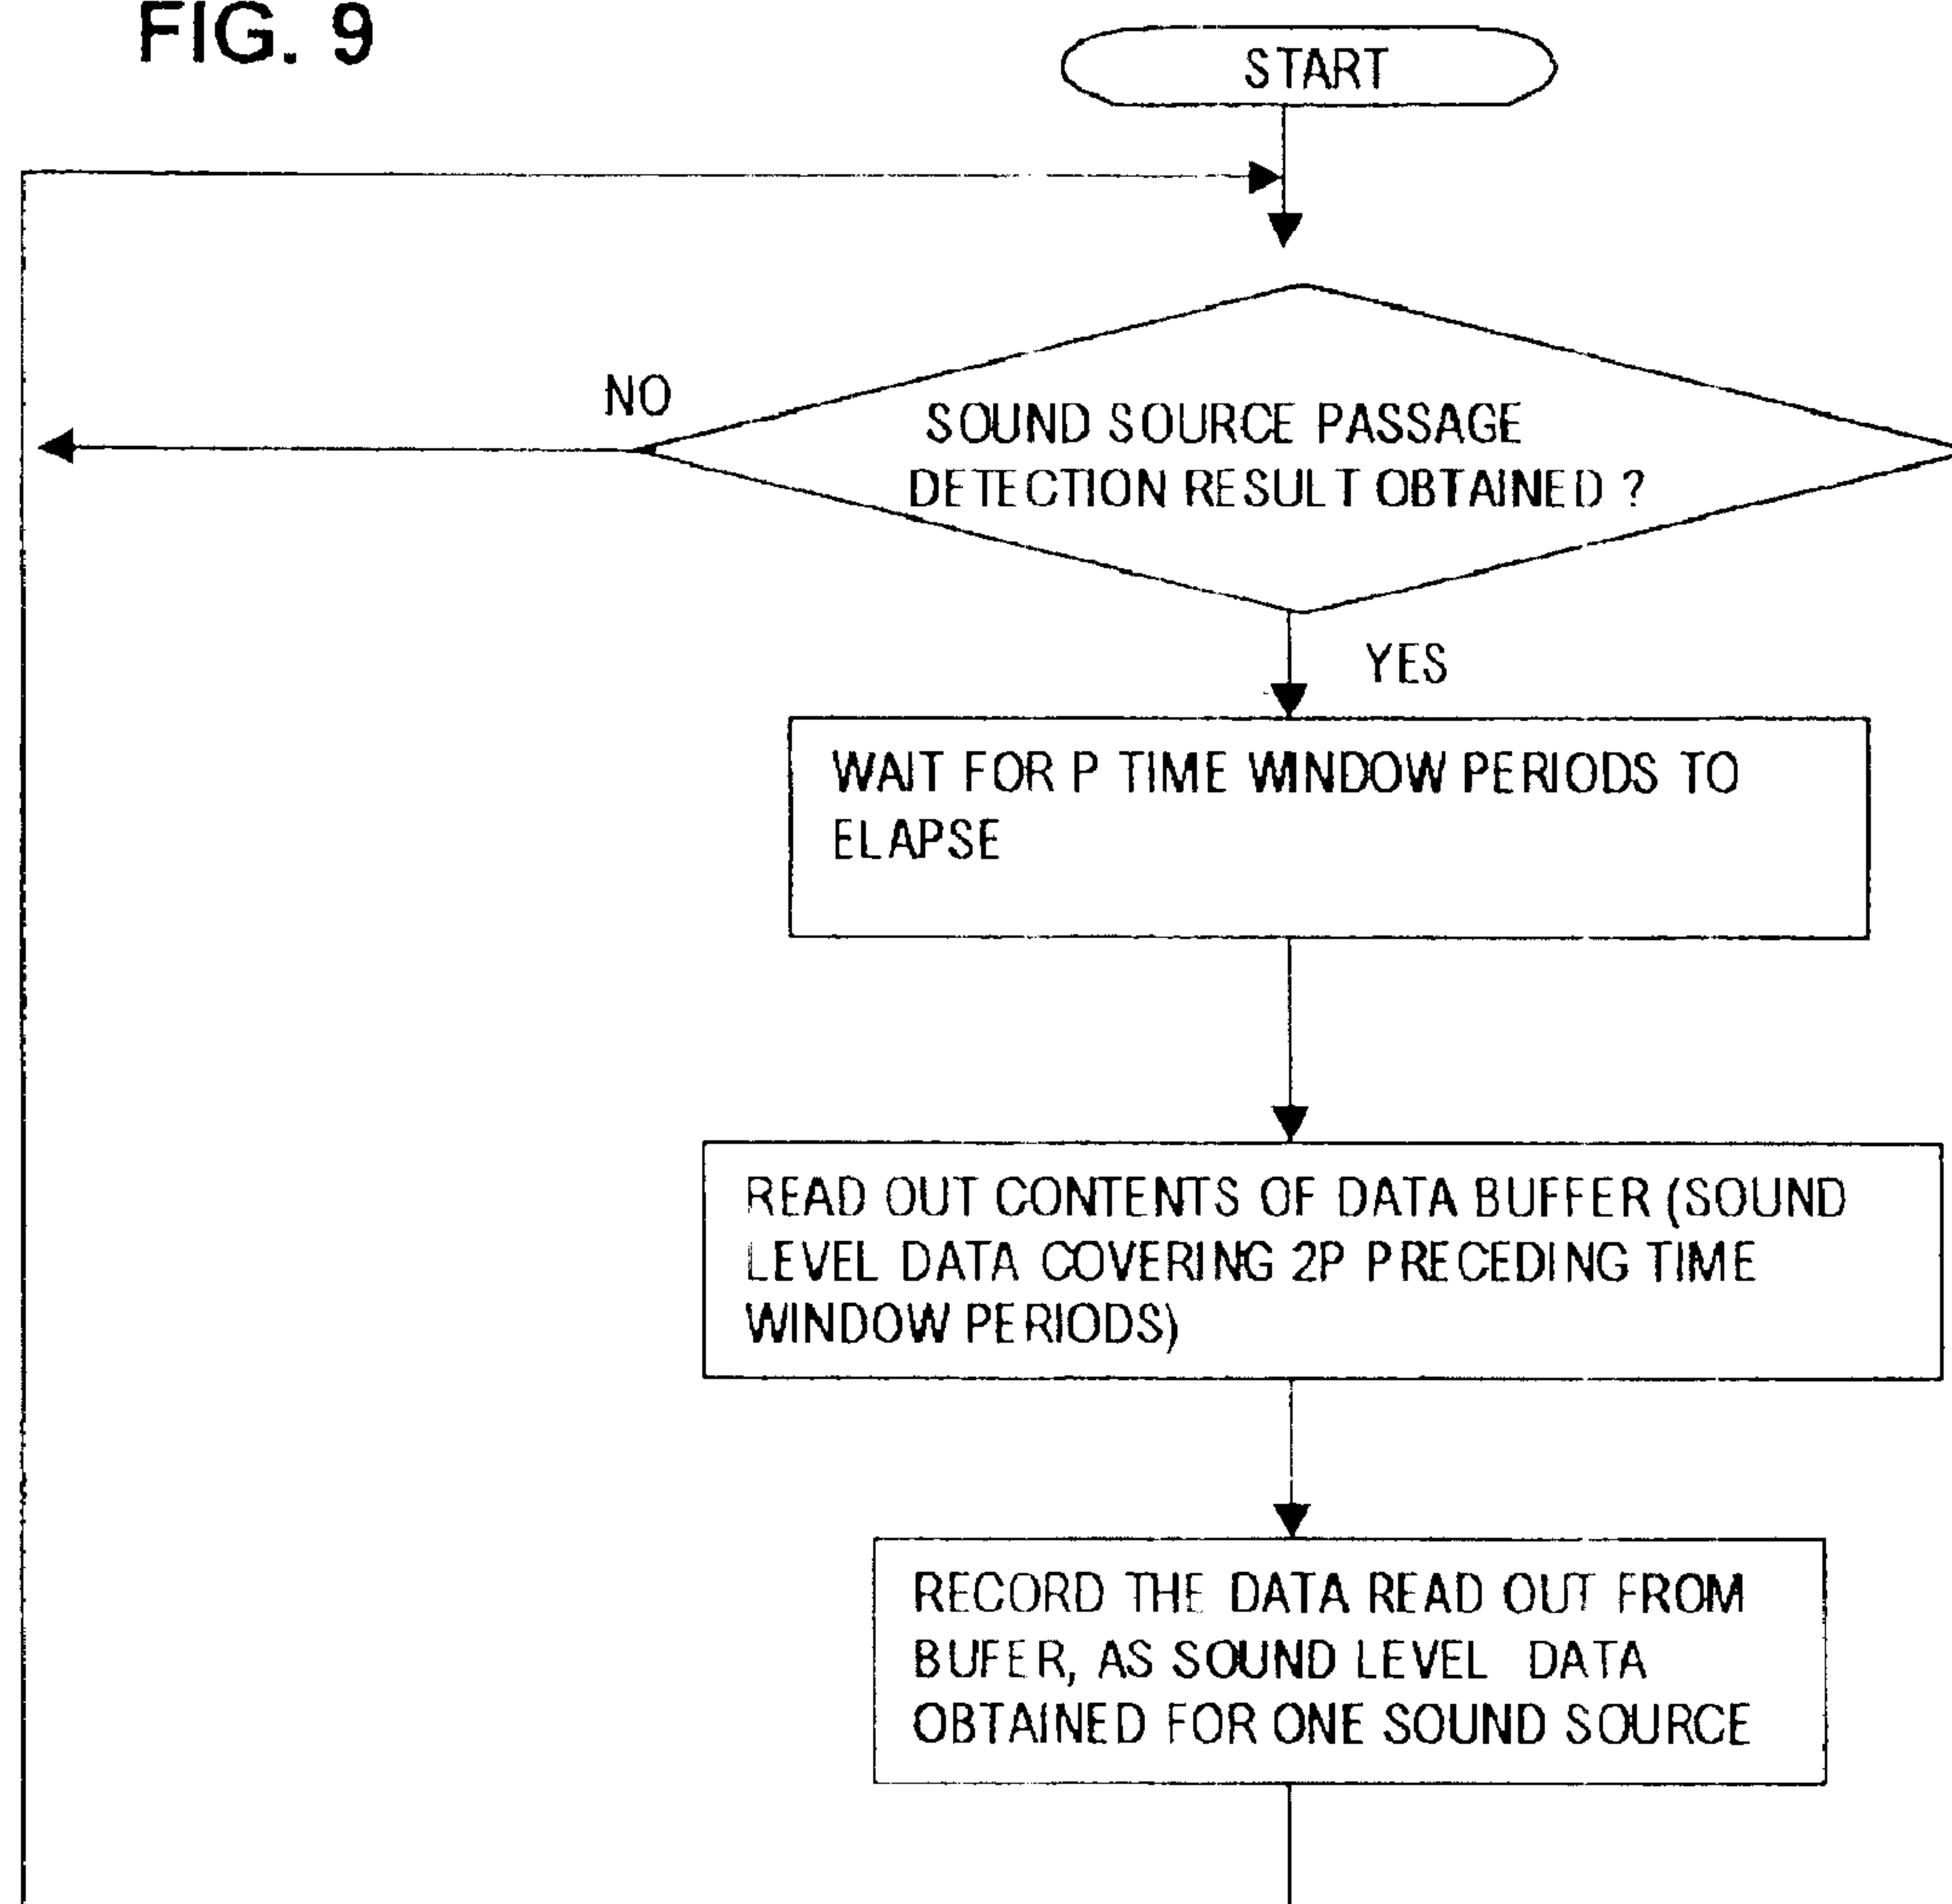 FIG. 9
START
NO
SOUND SOURCE PASSAGE
DETECTION RESULT OBTAINED ?
YES
WAIT FOR P TIME WINDOW PERIODS TO
ELAPSE
READ OUT CONTENTS OF DATA BUFFER (SOUND
LEVEL DATA COVERING 2P PRECEDING TIME
WINDOW PERIODS)
RECORD THE DATA READ OUT FROM
BUFER, AS SOUND LEVEL DATA
OBTAINED FOR ONE SOUND SOURCE